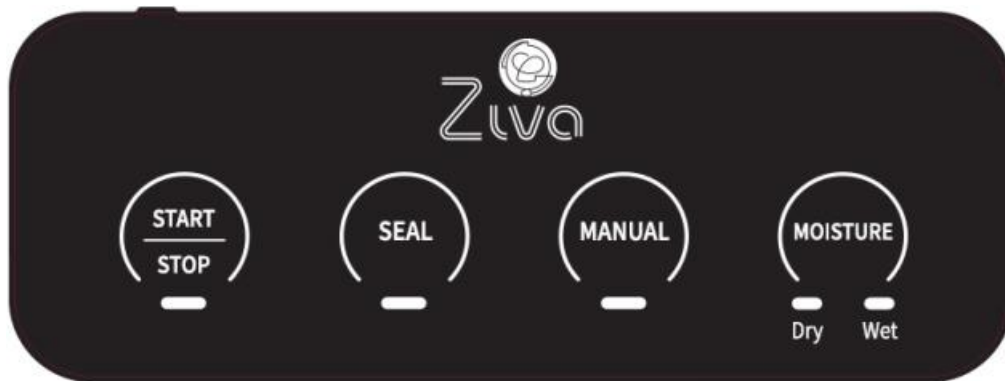 Ziva
START
STOP
SEAL
MANUAL
MOISTURE
Dry
Wet